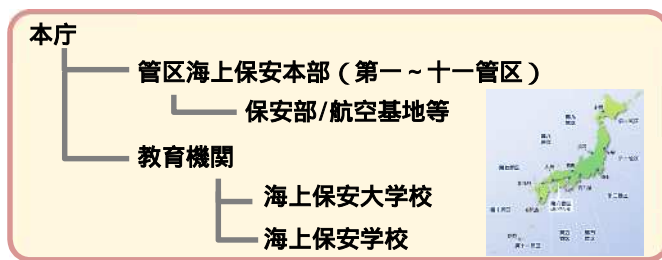 本庁
管区海上保安本部（第一～十一管区）
保安部/航空基地等
教育機関
海上保安大学校
海上保安学校